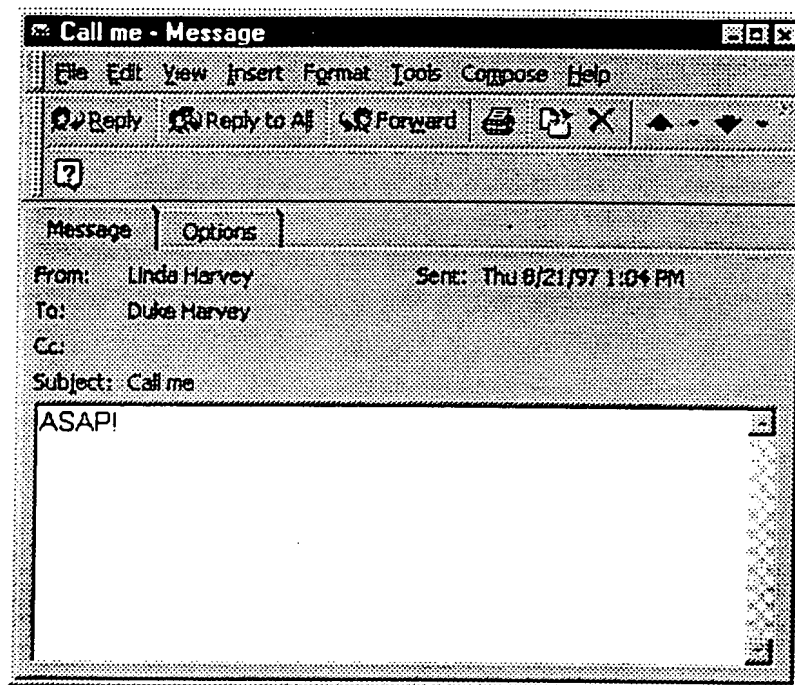 Call me - Message
File Edit View Insert Format Tools Compose Help
Reply Reply to All Forward
?
Message Options
From: Linda Harvey Sent: Thu 8/21/97 1:04 PM
To: Duke Harvey
Cc:
Subject: Call me
ASAP!